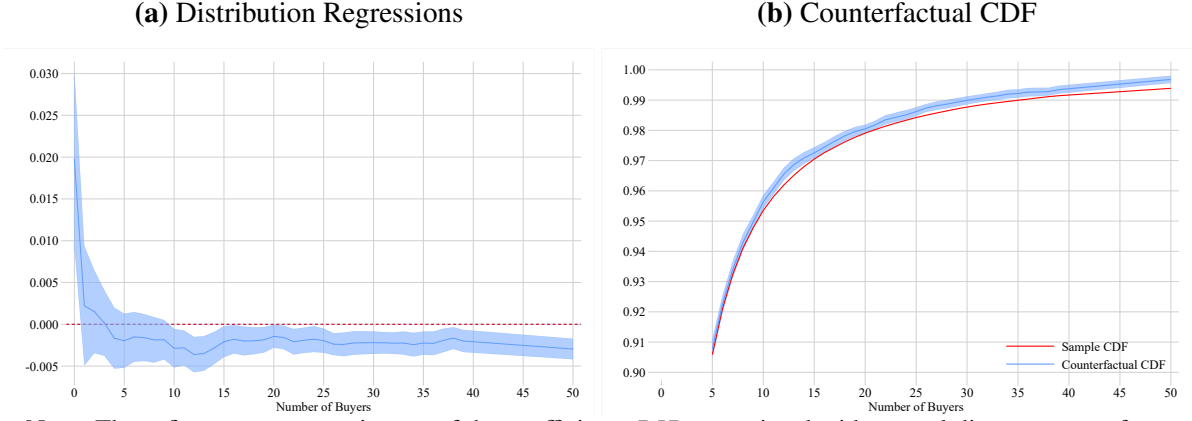 (a) Distribution Regressions
(b) Counterfactual CDF
0.030
0.025
0.020
0.015
0.010
0.005
0.000
-0.005
0 5 10 15 20 25 30 35 40 45 50
Number of Buyers
1.00
0.99
0.98
0.97
0.96
0.95
0.94
0.93
0.92
0.91
0.90
Sample CDF
Counterfactual CDF
0 5 10 15 20 25 30 35 40 45 50
Number of Buyers